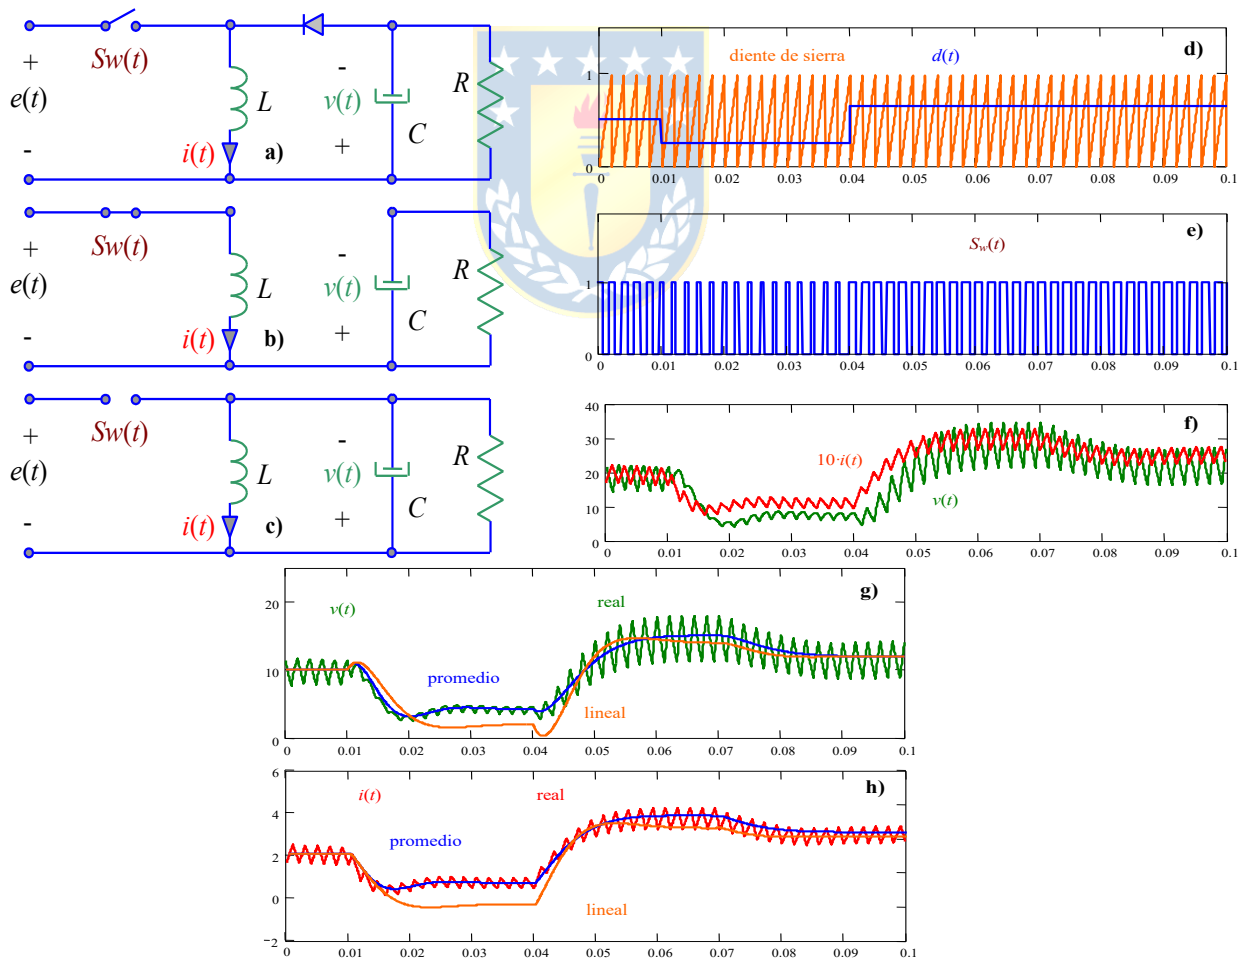 +
Sw(t)
e(t)
-
L
i(t)
a)
-
v(t)
+
C
R
+
Sw(t)
e(t)
-
L
i(t)
b)
-
v(t)
+
C
R
+
Sw(t)
e(t)
-
L
i(t)
c)
-
v(t)
+
C
R
diente de sierra
d(t)
d)
1
0
0 0.01 0.02 0.03 0.04 0.05 0.06 0.07 0.08 0.09 0.1
Sw(t)
e)
1
0
0 0.01 0.02 0.03 0.04 0.05 0.06 0.07 0.08 0.09 0.1
40
30
20
10
0
10·i(t)
v(t)
f)
0 0.01 0.02 0.03 0.04 0.05 0.06 0.07 0.08 0.09 0.1
v(t)
real
g)
20
10
0
promedio
lineal
0 0.01 0.02 0.03 0.04 0.05 0.06 0.07 0.08 0.09 0.1
6
4
2
0
−2
i(t)
real
h)
promedio
lineal
0 0.01 0.02 0.03 0.04 0.05 0.06 0.07 0.08 0.09 0.1